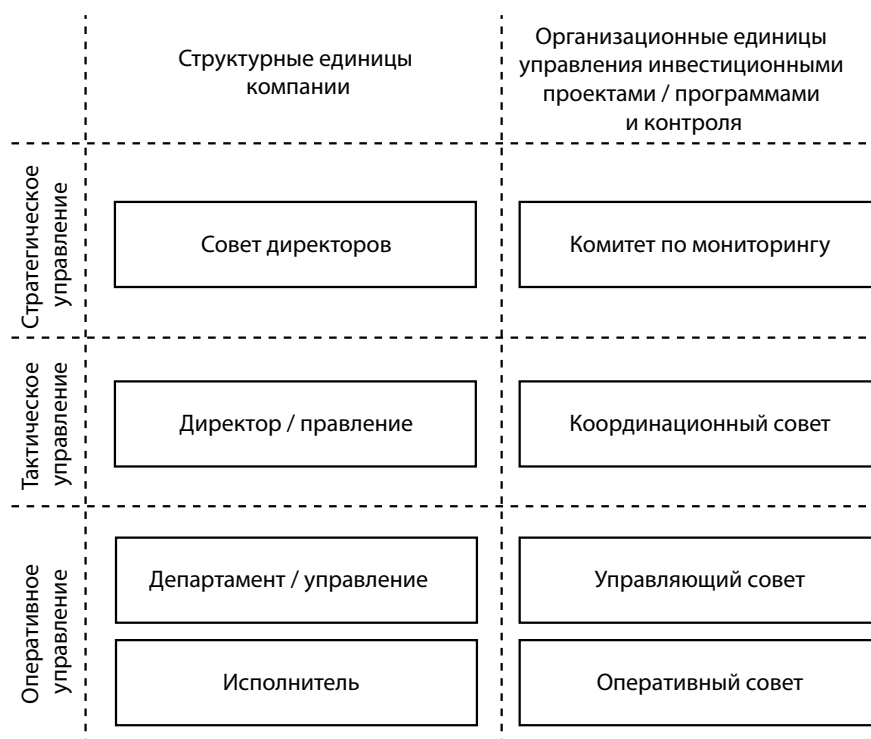 Структурные единицы
компании
Организационные единицы
управления инвестиционными
проектами / программами
и контроля
Стратегическое
управление
Совет директоров
Комитет по мониторингу
Тактическое
управление
Директор / правление
Координационный совет
Оперативное
управление
Департамент / управление
Управляющий совет
Исполнитель
Оперативный совет